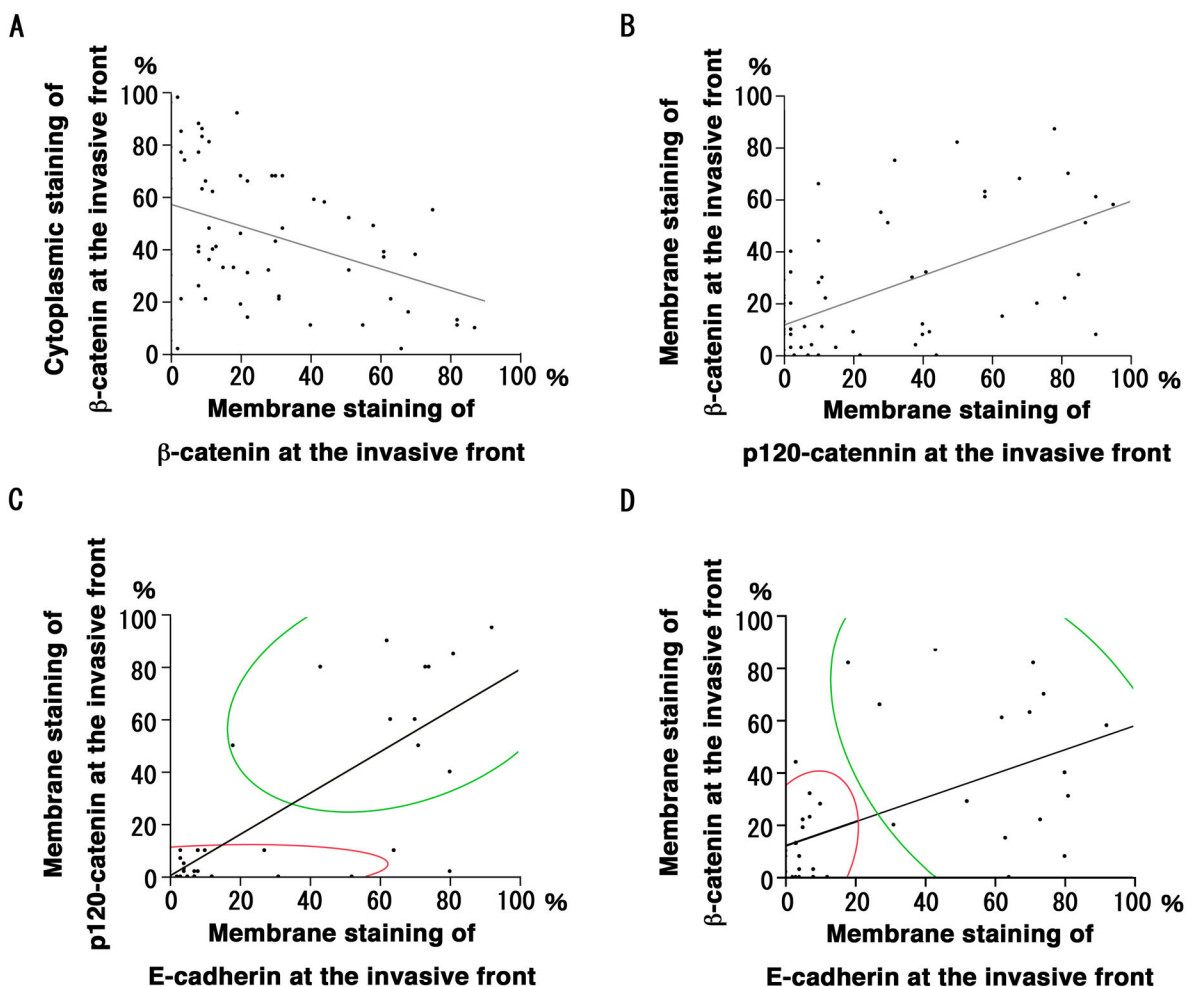 A
Cytoplasmic staining of
β-catenin at the invasive front
%
100
80
60
40
20
0
0 20 40 60 80 100 %
Membrane staining of
β-catenin at the invasive front
B
Membrane staining of
β-catenin at the invasive front
%
100
80
60
40
20
0
0 20 40 60 80 100 %
Membrane staining of
p120-catennin at the invasive front
C
Membrane staining of
p120-catenin at the invasive front
%
100
80
60
40
20
0
0 20 40 60 80 100 %
Membrane staining of
E-cadherin at the invasive front
D
Membrane staining of
β-catenin at the invasive front
%
100
80
60
40
20
0
0 20 40 60 80 100 %
Membrane staining of
E-cadherin at the invasive front